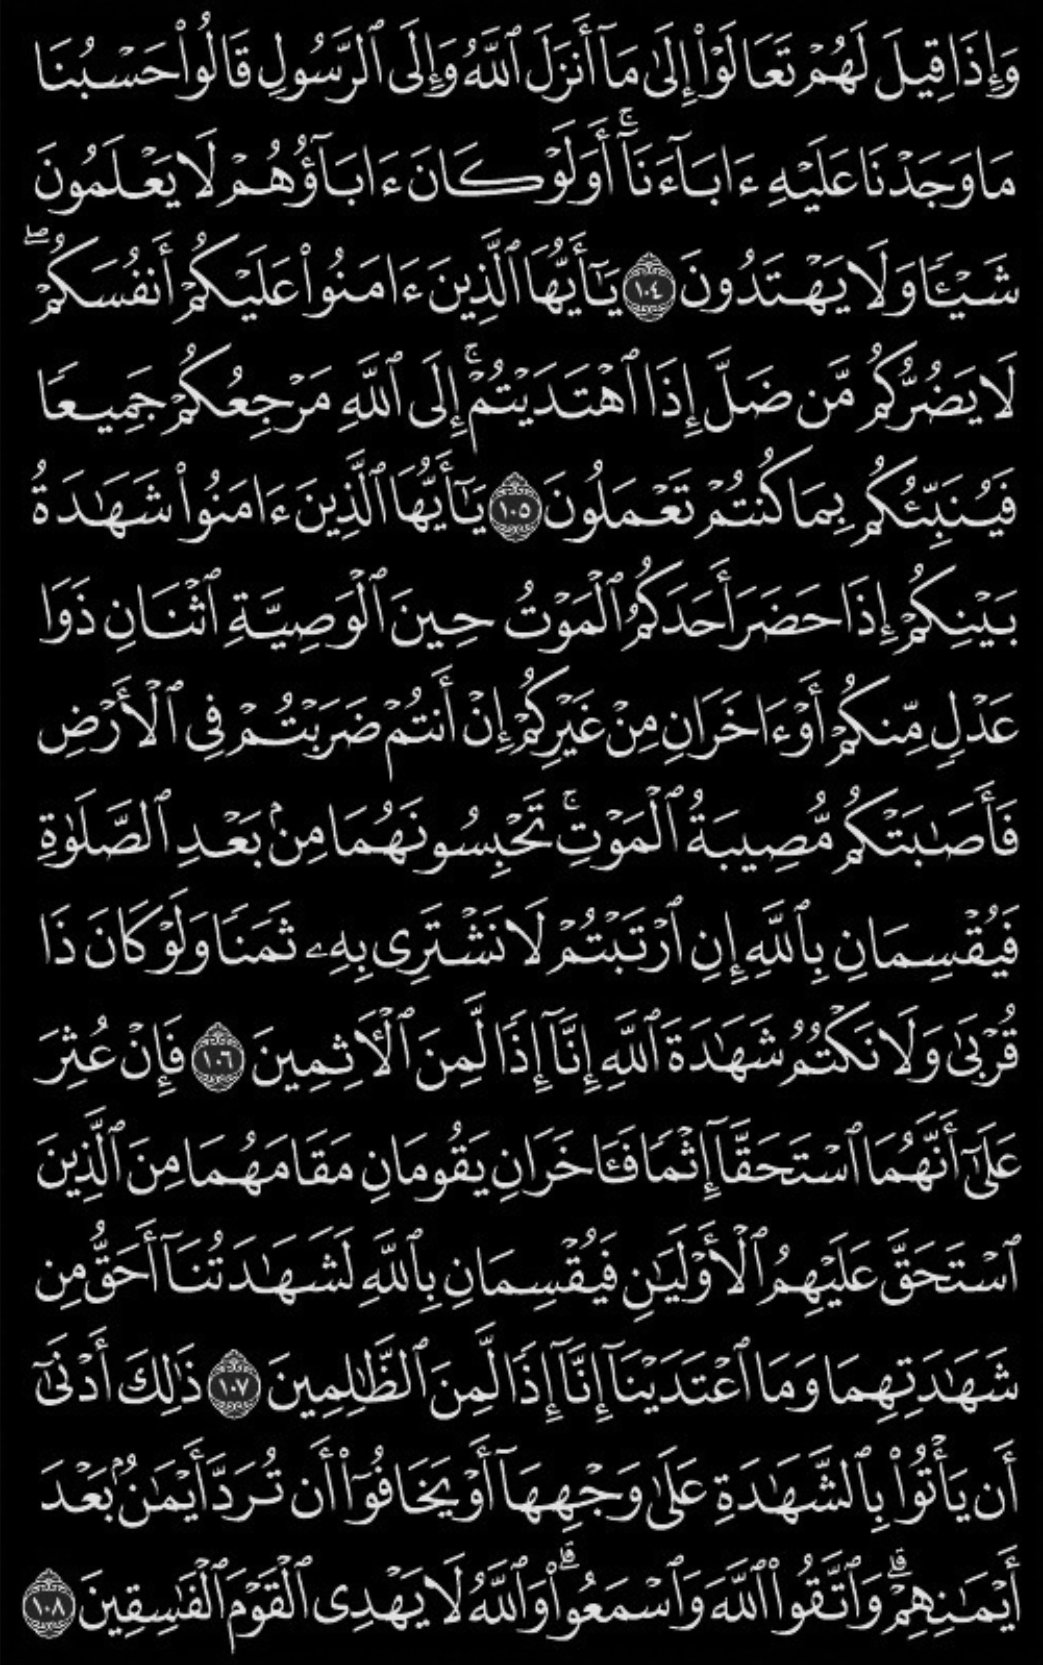 وَإِذَا قِيلَ لَهُمْ تَعَالَوْا۟ إِلَىٰ مَآ أَنزَلَ ٱللَّهُ وَإِلَى ٱلرَّسُولِ قَالُوا۟ حَسْبُنَا
مَا وَجَدْنَا عَلَيْهِ ءَابَآءَنَآ ۚ أَوَلَوْ كَانَ ءَابَآؤُهُمْ لَا يَعْلَمُونَ
شَيْـًٔا وَلَا يَهْتَدُونَ ١٠٤ يَـٰٓأَيُّهَا ٱلَّذِينَ ءَامَنُوا۟ عَلَيْكُمْ أَنفُسَكُمْ ۖ
لَا يَضُرُّكُم مَّن ضَلَّ إِذَا ٱهْتَدَيْتُمْ ۚ إِلَى ٱللَّهِ مَرْجِعُكُمْ جَمِيعًا
فَيُنَبِّئُكُم بِمَا كُنتُمْ تَعْمَلُونَ ١٠٥ يَـٰٓأَيُّهَا ٱلَّذِينَ ءَامَنُوا۟ شَهَـٰدَةُ
بَيْنِكُمْ إِذَا حَضَرَ أَحَدَكُمُ ٱلْمَوْتُ حِينَ ٱلْوَصِيَّةِ ٱثْنَانِ ذَوَا
عَدْلٍ مِّنكُمْ أَوْ ءَاخَرَانِ مِنْ غَيْرِكُمْ إِنْ أَنتُمْ ضَرَبْتُمْ فِى ٱلْأَرْضِ
فَأَصَـٰبَتْكُم مُّصِيبَةُ ٱلْمَوْتِ ۚ تَحْبِسُونَهُمَا مِنۢ بَعْدِ ٱلصَّلَوٰةِ
فَيُقْسِمَانِ بِٱللَّهِ إِنِ ٱرْتَبْتُمْ لَا نَشْتَرِى بِهِۦ ثَمَنًا وَلَوْ كَانَ ذَا
قُرْبَىٰ وَلَا نَكْتُمُ شَهَـٰدَةَ ٱللَّهِ إِنَّآ إِذًا لَّمِنَ ٱلْـَٔاثِمِينَ ١٠٦ فَإِنْ عُثِرَ
عَلَىٰٓ أَنَّهُمَا ٱسْتَحَقَّآ إِثْمًا فَـَٔاخَرَانِ يَقُومَانِ مَقَامَهُمَا مِنَ ٱلَّذِينَ
ٱسْتَحَقَّ عَلَيْهِمُ ٱلْأَوْلَيَـٰنِ فَيُقْسِمَانِ بِٱللَّهِ لَشَهَـٰدَتُنَآ أَحَقُّ مِن
شَهَـٰدَتِهِمَا وَمَا ٱعْتَدَيْنَآ إِنَّآ إِذًا لَّمِنَ ٱلظَّـٰلِمِينَ ١٠٧ ذَٰلِكَ أَدْنَىٰٓ
أَن يَأْتُوا۟ بِٱلشَّهَـٰدَةِ عَلَىٰ وَجْهِهَآ أَوْ يَخَافُوٓا۟ أَن تُرَدَّ أَيْمَـٰنٌۢ بَعْدَ
أَيْمَـٰنِهِمْ ۗ وَٱتَّقُوا۟ ٱللَّهَ وَٱسْمَعُوا۟ ۗ وَٱللَّهُ لَا يَهْدِى ٱلْقَوْمَ ٱلْفَـٰسِقِينَ ١٠٨